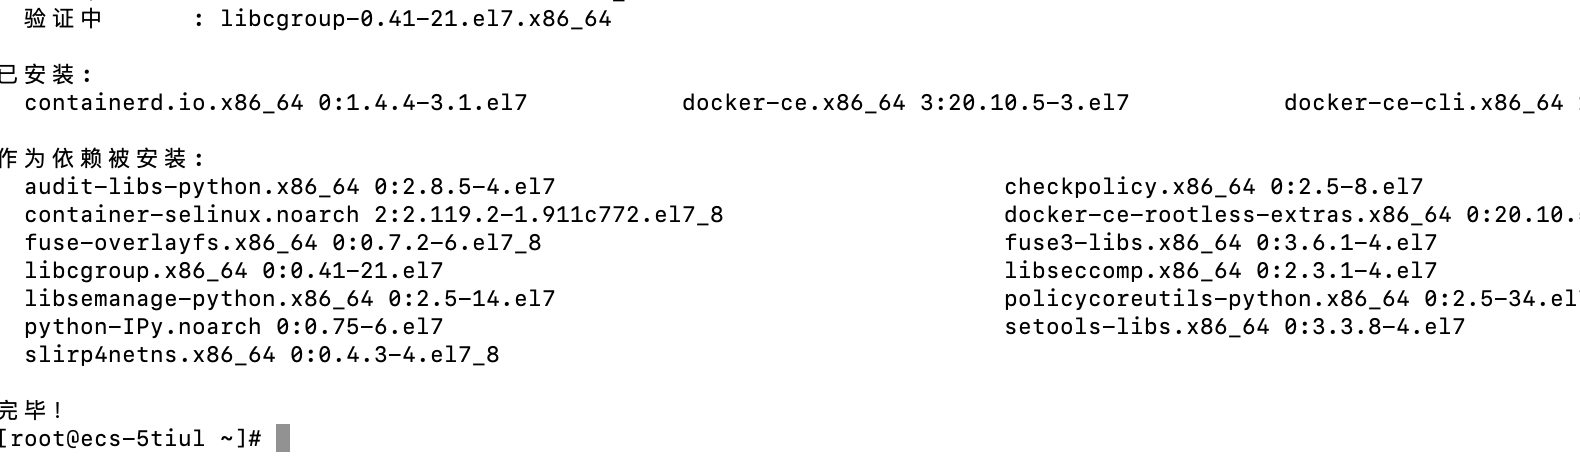 验证中 : libcgroup-0.41-21.el7.x86_64
已安装:
containerd.io.x86_64 0:1.4.4-3.1.el7 docker-ce.x86_64 3:20.10.5-3.el7 docker-ce-cli.x86_64
作为依赖被安装:
audit-libs-python.x86_64 0:2.8.5-4.el7 checkpolicy.x86_64 0:2.5-8.el7
container-selinux.noarch 2:2.119.2-1.911c772.el7_8 docker-ce-rootless-extras.x86_64 0:20.10.
fuse-overlayfs.x86_64 0:0.7.2-6.el7_8 fuse3-libs.x86_64 0:3.6.1-4.el7
libcgroup.x86_64 0:0.41-21.el7 libseccomp.x86_64 0:2.3.1-4.el7
libsemanage-python.x86_64 0:2.5-14.el7 policycoreutils-python.x86_64 0:2.5-34.el
python-IPy.noarch 0:0.75-6.el7 setools-libs.x86_64 0:3.3.8-4.el7
slirp4netns.x86_64 0:0.4.3-4.el7_8
完毕!
[root@ecs-5tiul ~]#